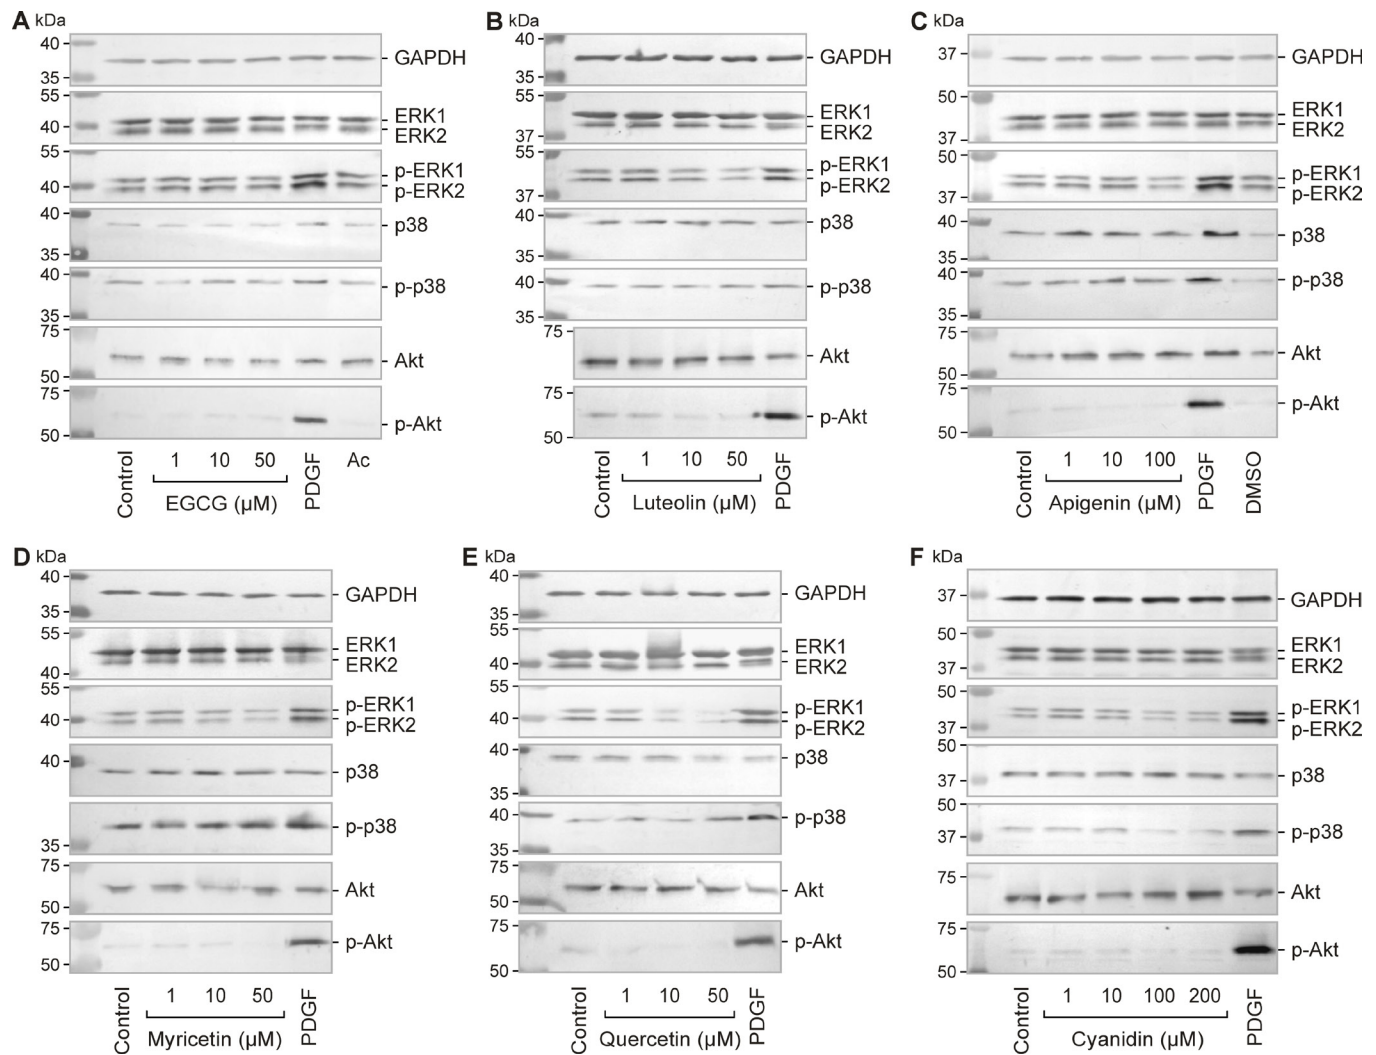 A kDa
40
35
GAPDH
55
40
ERK1
ERK2
55
40
p-ERK1
p-ERK2
40
35
p38
40
35
p-p38
75
50
Akt
75
50
p-Akt
Control 1 10 50 PDGF Ac
EGCG (µM)
B kDa
40
35
GAPDH
55
37
ERK1
ERK2
55
37
p-ERK1
p-ERK2
40
35
p38
40
35
p-p38
75
50
Akt
75
50
p-Akt
Control 1 10 50 PDGF
Luteolin (µM)
C kDa
37
GAPDH
50
37
ERK1
ERK2
50
37
p-ERK1
p-ERK2
40
35
p38
40
35
p-p38
75
50
Akt
75
50
p-Akt
Control 1 10 100 PDGF DMSO
Apigenin (µM)
D kDa
40
35
GAPDH
55
40
ERK1
ERK2
55
40
p-ERK1
p-ERK2
40
p38
35
p-p38
75
50
Akt
75
50
p-Akt
Control 1 10 50 PDGF
Myricetin (µM)
E kDa
40
35
GAPDH
55
40
ERK1
ERK2
55
40
p-ERK1
p-ERK2
40
35
p38
40
35
p-p38
75
50
Akt
75
50
p-Akt
Control 1 10 50 PDGF
Quercetin (µM)
F kDa
37
GAPDH
50
37
ERK1
ERK2
50
37
p-ERK1
p-ERK2
50
37
p38
50
37
p-p38
75
Akt
75
50
p-Akt
Control 1 10 100 200 PDGF
Cyanidin (µM)